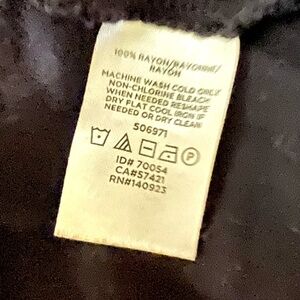 100% RAYON/RAYONNE/
RAYON
MACHINE WASH COLD ONLY
NON-CHLORINE BLEACH
WHEN NEEDED RESHAPE
DRY FLAT COOL IRON IF
NEEDED OR DRY CLEAN
S06971
P
ID# 70054
CA#57421
RN#140923